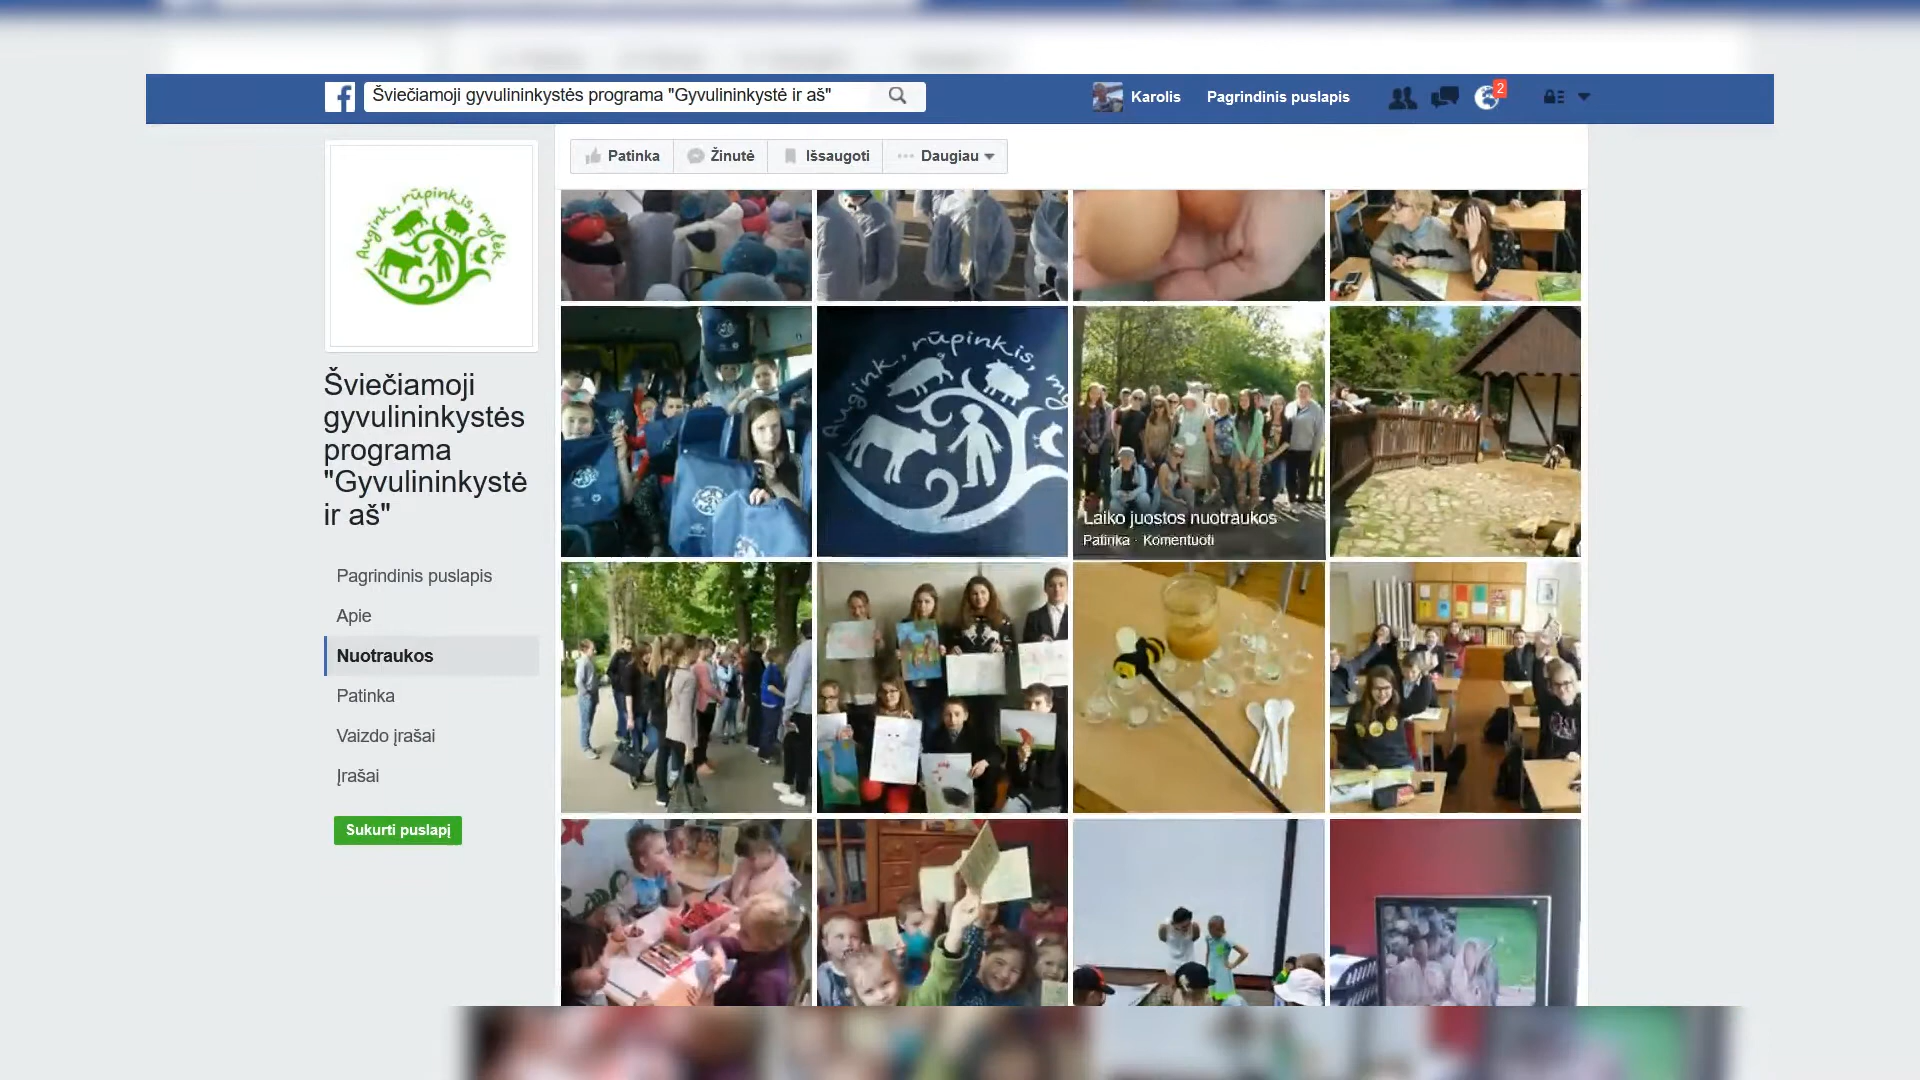 Šviečiamoji gyvulininkystės programa "Gyvulininkystė ir aš"
Karolis
Pagrindinis puslapis
2
Patinka
Žinutė
Išsaugoti
Daugiau
Augink, rūpinkis, mylėk
Šviečiamoji
gyvulininkystės
programa
"Gyvulininkystė
ir aš"
Pagrindinis puslapis
Apie
Nuotraukos
Patinka
Vaizdo įrašai
Įrašai
Sukurti puslapį
Augink, rūpinkis, my
Laiko juostos nuotraukos
Patinka · Komentuoti